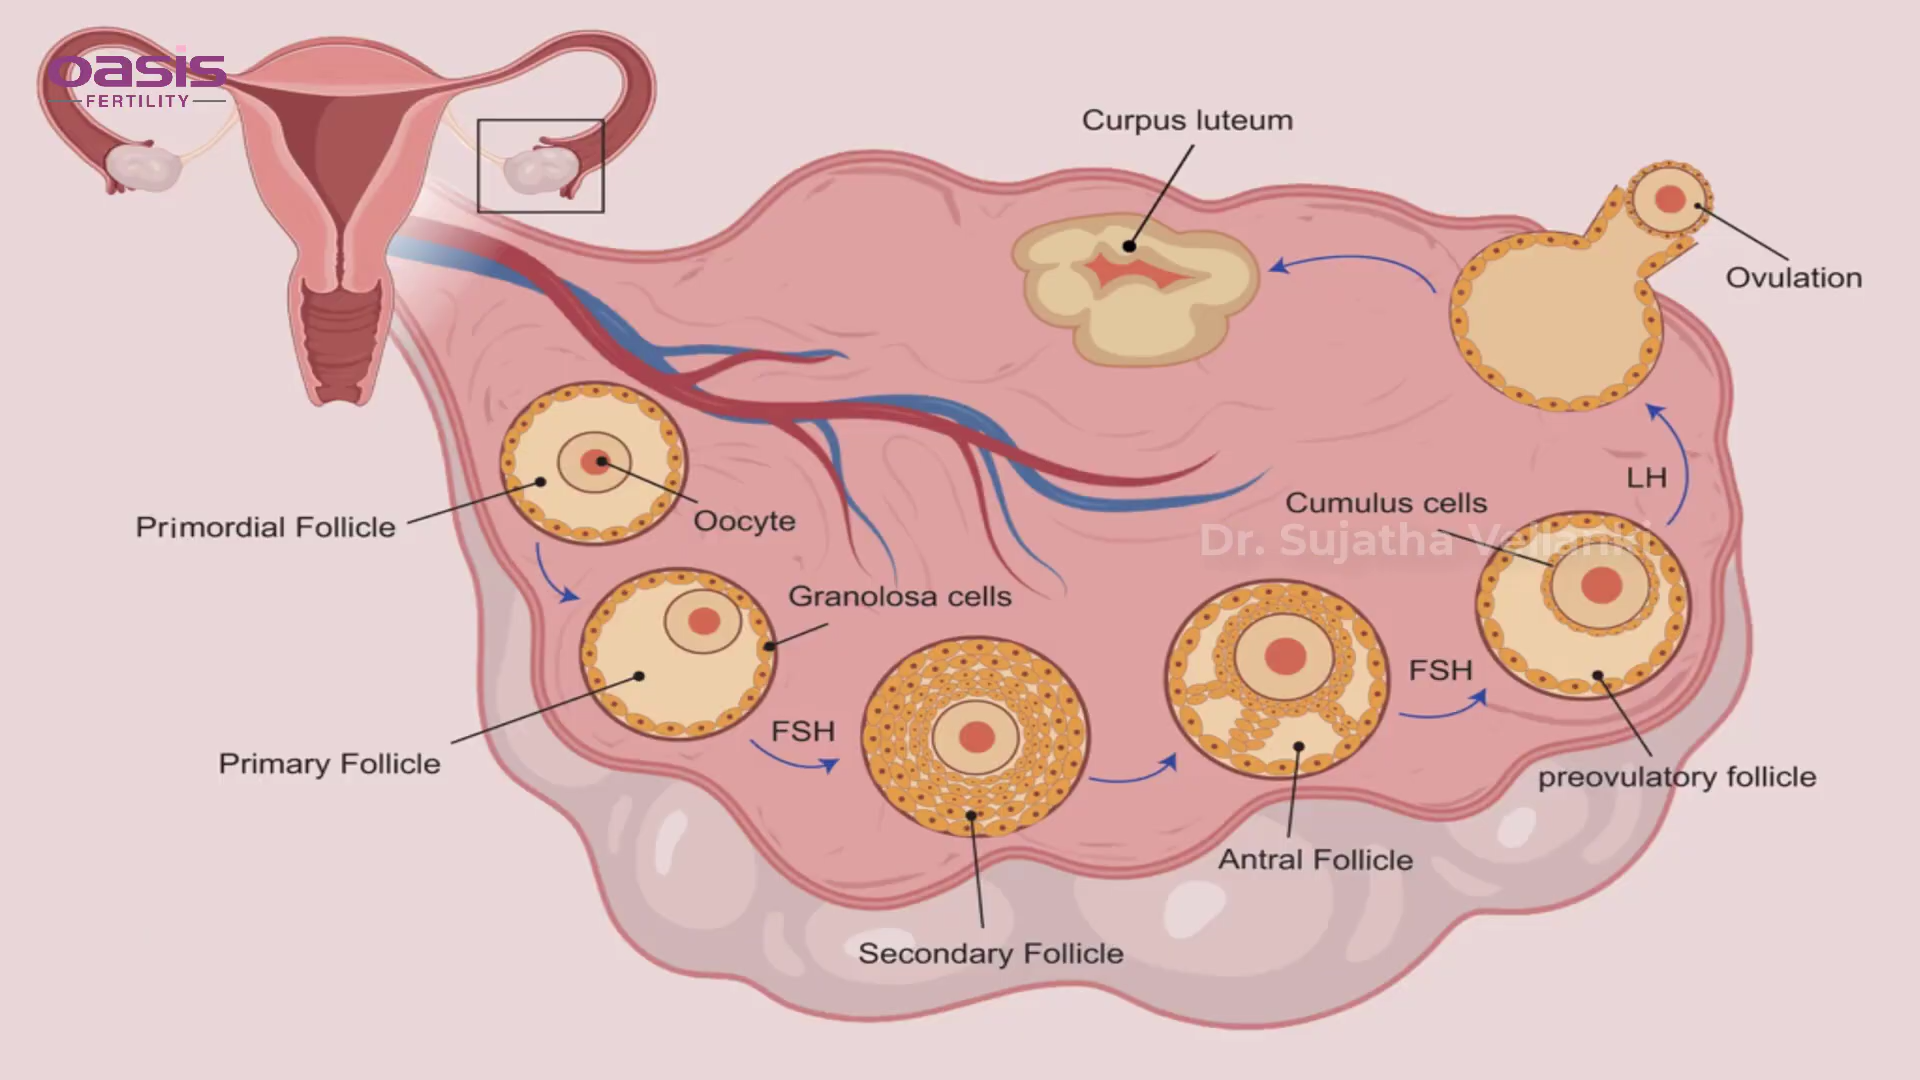 oasis
FERTILITY
Curpus luteum
Ovulation
LH
Cumulus cells
Dr. Sujatha Vellanki
Primordial Follicle
Oocyte
Granolosa cells
FSH
FSH
Primary Follicle
preovulatory follicle
Antral Follicle
Secondary Follicle